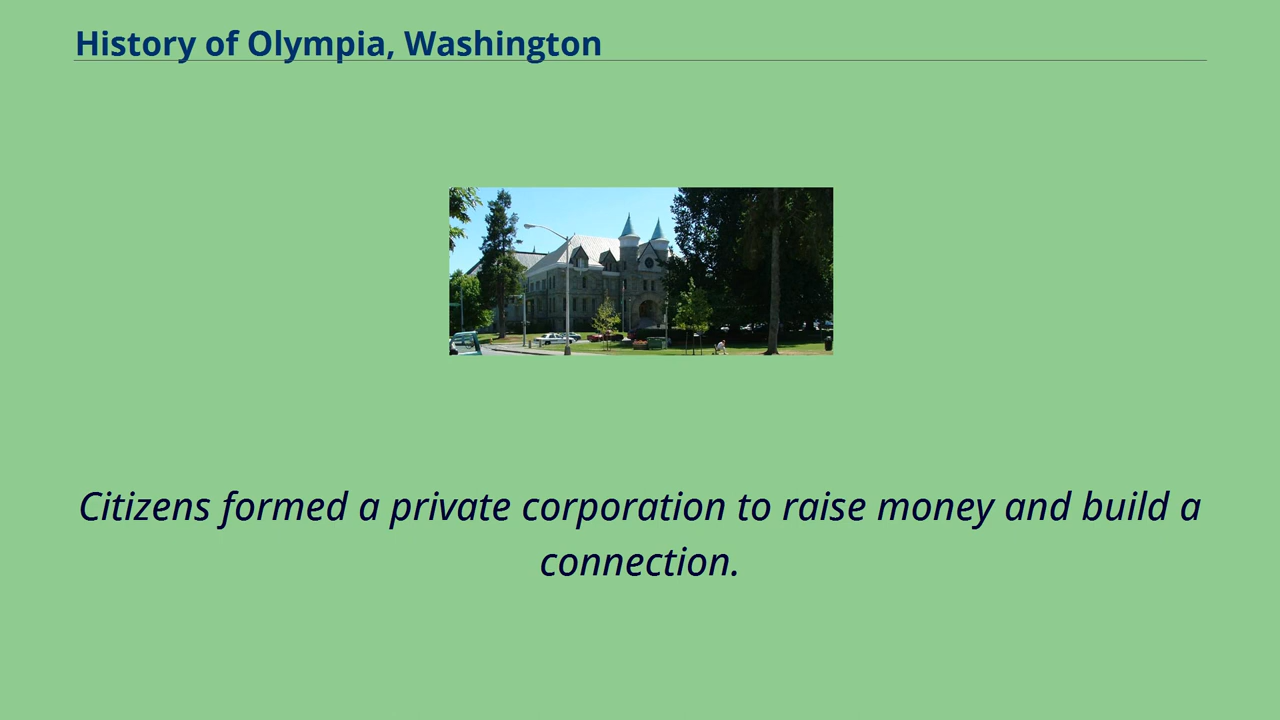 History of Olympia, Washington
Citizens formed a private corporation to raise money and build a
connection.